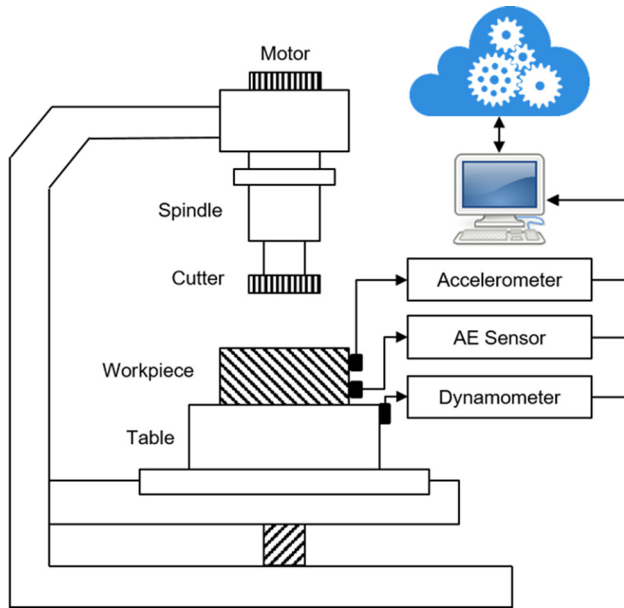 Motor
Spindle
Cutter
Accelerometer
AE Sensor
Workpiece
Dynamometer
Table